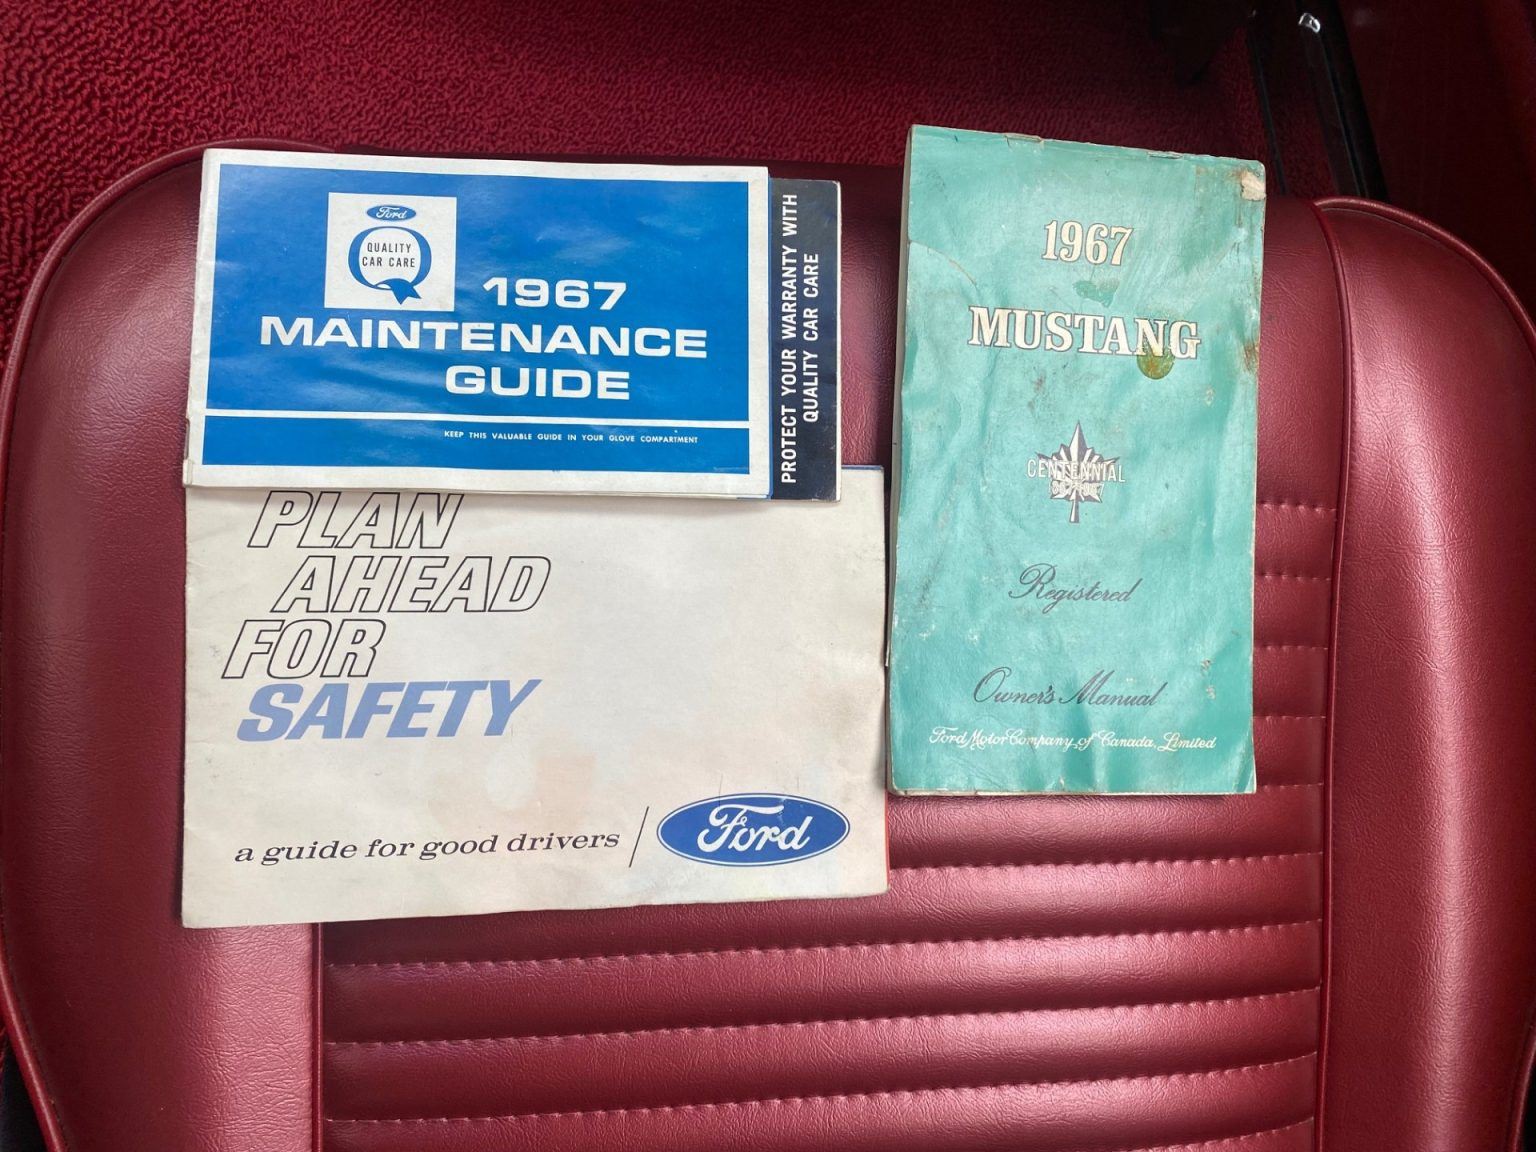 Ford
QUALITY
CAR CARE
1967
MAINTENANCE
GUIDE
KEEP THIS VALUABLE GUIDE IN YOUR GLOVE COMPARTMENT
PROTECT YOUR WARRANTY WITH
QUALITY CAR CARE
PLAN
AHEAD
FOR
SAFETY
a guide for good drivers
Ford
1967
MUSTANG
CENTENNIAL
Registered
Owner's Manual
Ford Motor Company of Canada, Limited